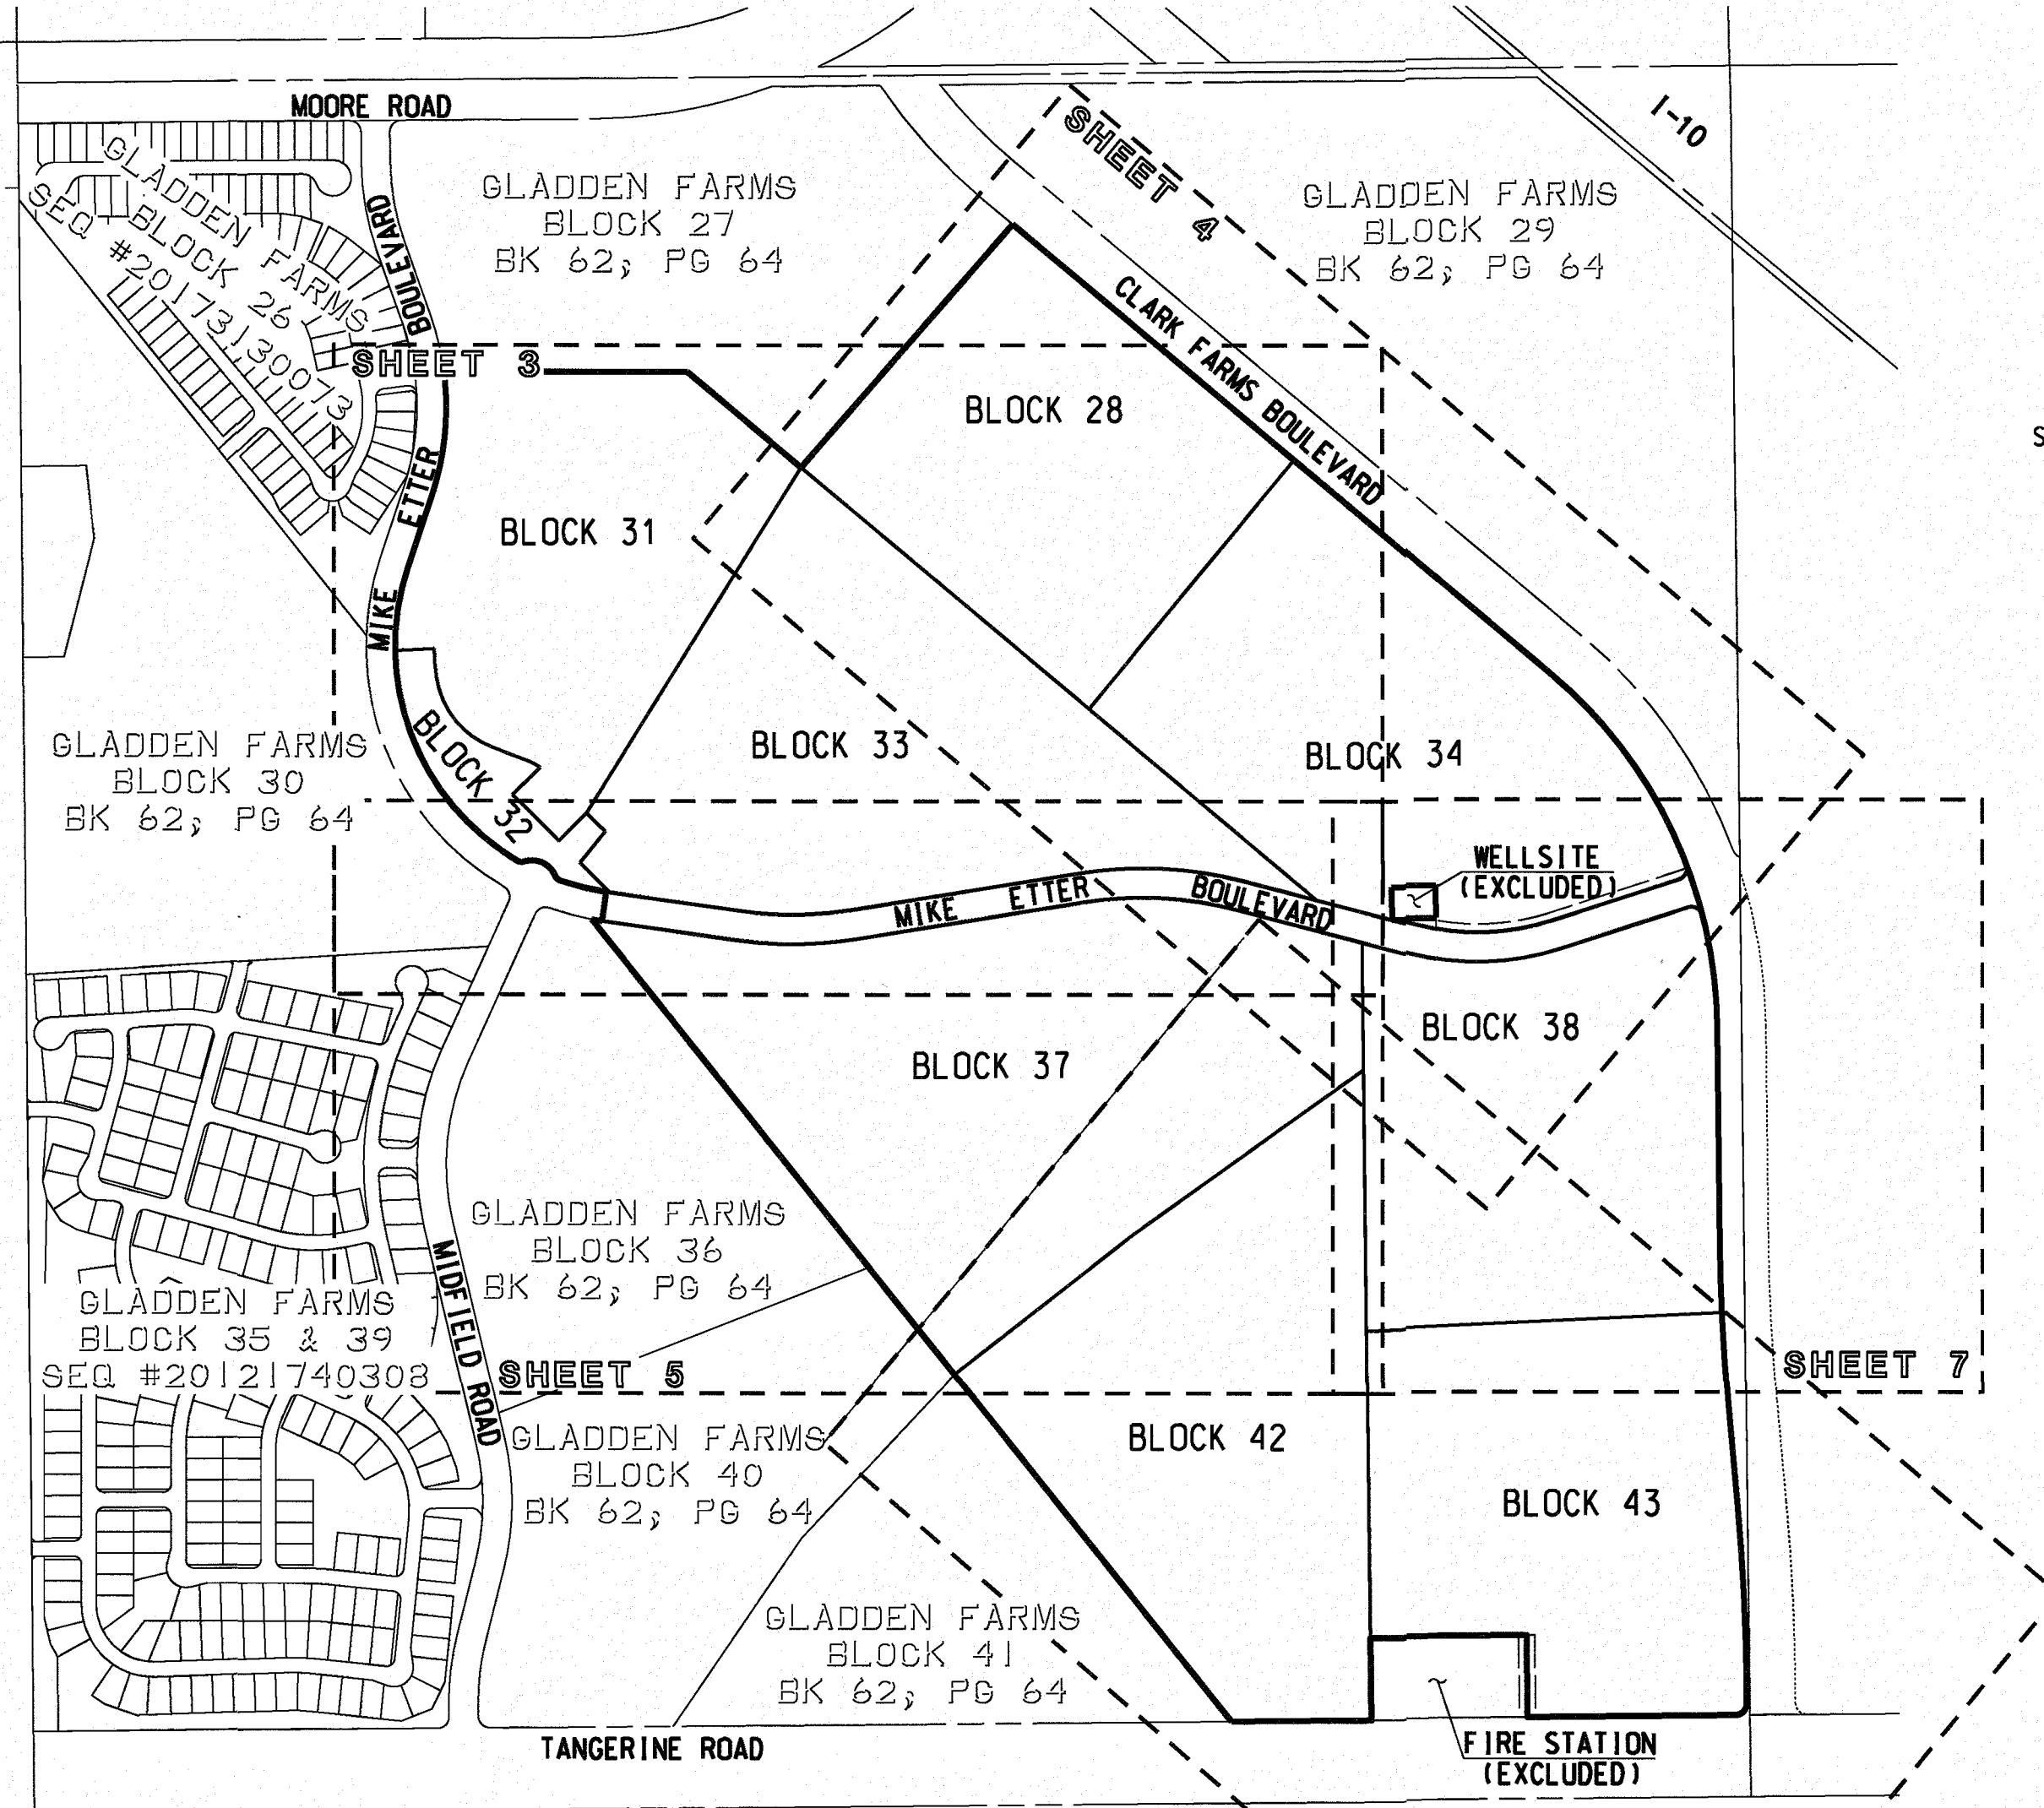 MOORE ROAD
I-10
SHEET 4
GLADDEN FARMS
BLOCK 26
SEQ #20173130073
BOULEVARD
GLADDEN FARMS
BLOCK 27
BK 62; PG 64
GLADDEN FARMS
BLOCK 29
BK 62; PG 64
CLARK FARMS BOULEVARD
SHEET 3
BLOCK 28
S
MIKE ETTER
BLOCK 31
GLADDEN FARMS
BLOCK 30
BK 62; PG 64
BLOCK 32
BLOCK 33
BLOCK 34
WELLSITE
(EXCLUDED)
MIKE ETTER BOULEVARD
BLOCK 38
BLOCK 37
GLADDEN FARMS
BLOCK 36
BK 62; PG 64
MIDFIELD ROAD
GLADDEN FARMS
BLOCK 35 & 39
SEQ #20121740308
SHEET 5
SHEET 7
GLADDEN FARMS
BLOCK 40
BK 62; PG 64
BLOCK 42
BLOCK 43
GLADDEN FARMS
BLOCK 41
BK 62; PG 64
TANGERINE ROAD
FIRE STATION
(EXCLUDED)